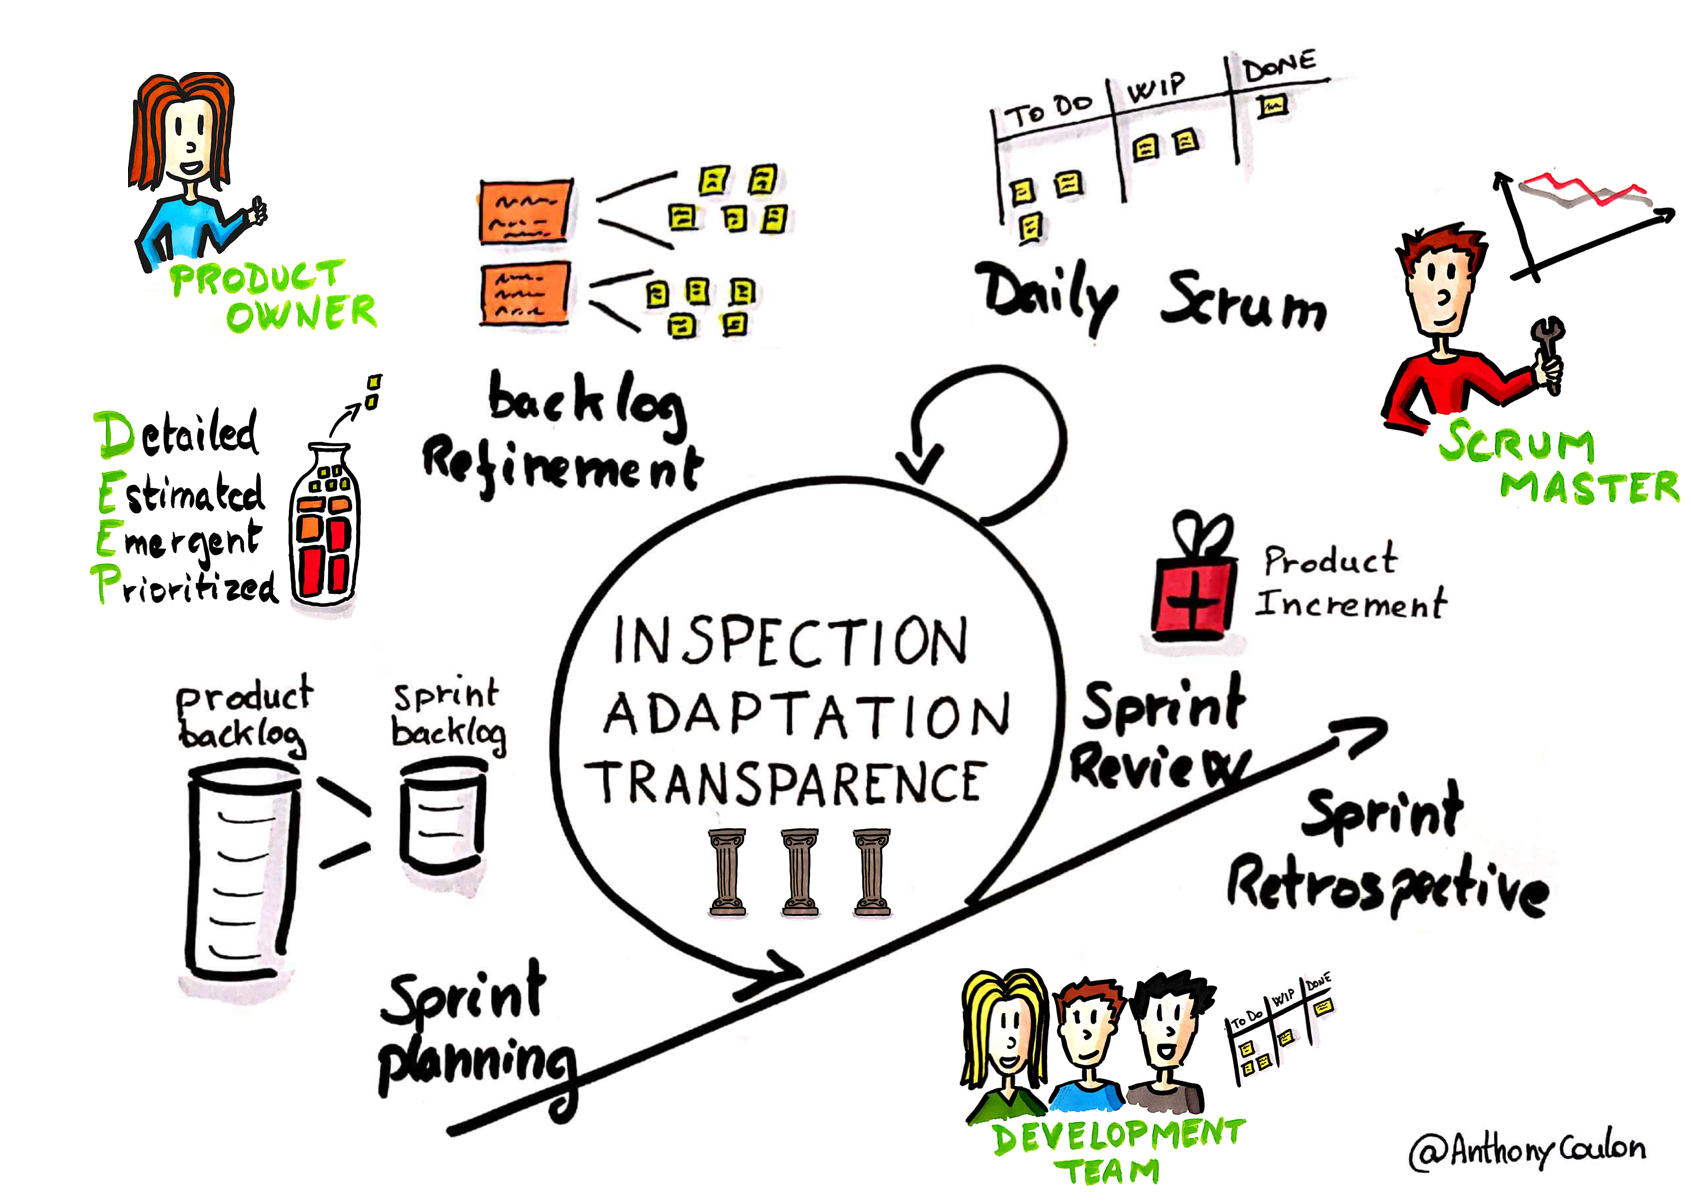 PRODUCT
OWNER
backlog
Refinement
To Do
WIP
DONE
Daily Scrum
SCRUM
MASTER
Detailed
Estimated
Emergent
Prioritized
INSPECTION
ADAPTATION
TRANSPARENCE
Product
Increment
product
backlog
sprint
backlog
Sprint
planning
Sprint
Review
Sprint
Retrospective
To Do
WIP
DONE
DEVELOPMENT
TEAM
@AnthonyCoulon